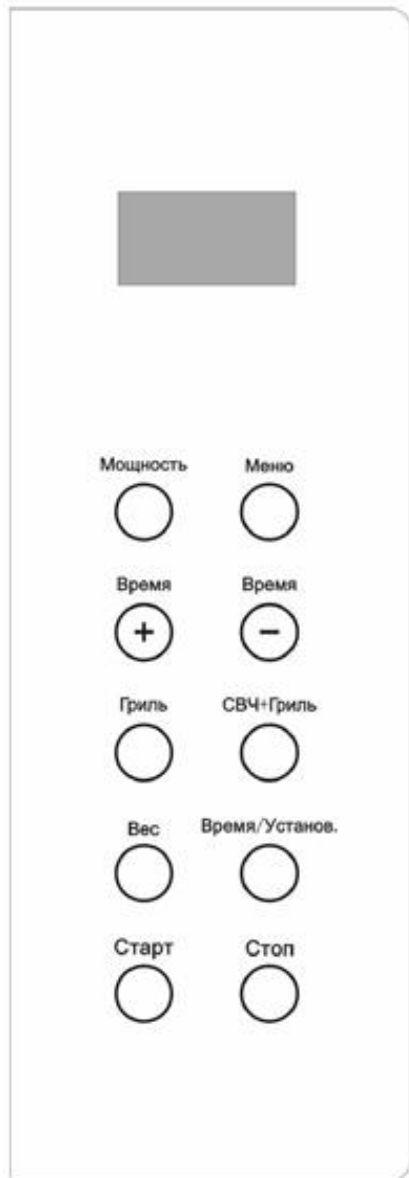 Мощность Меню
Время Время
+ −
Гриль СВЧ+Гриль
Вес Время/Установ.
Старт Стоп